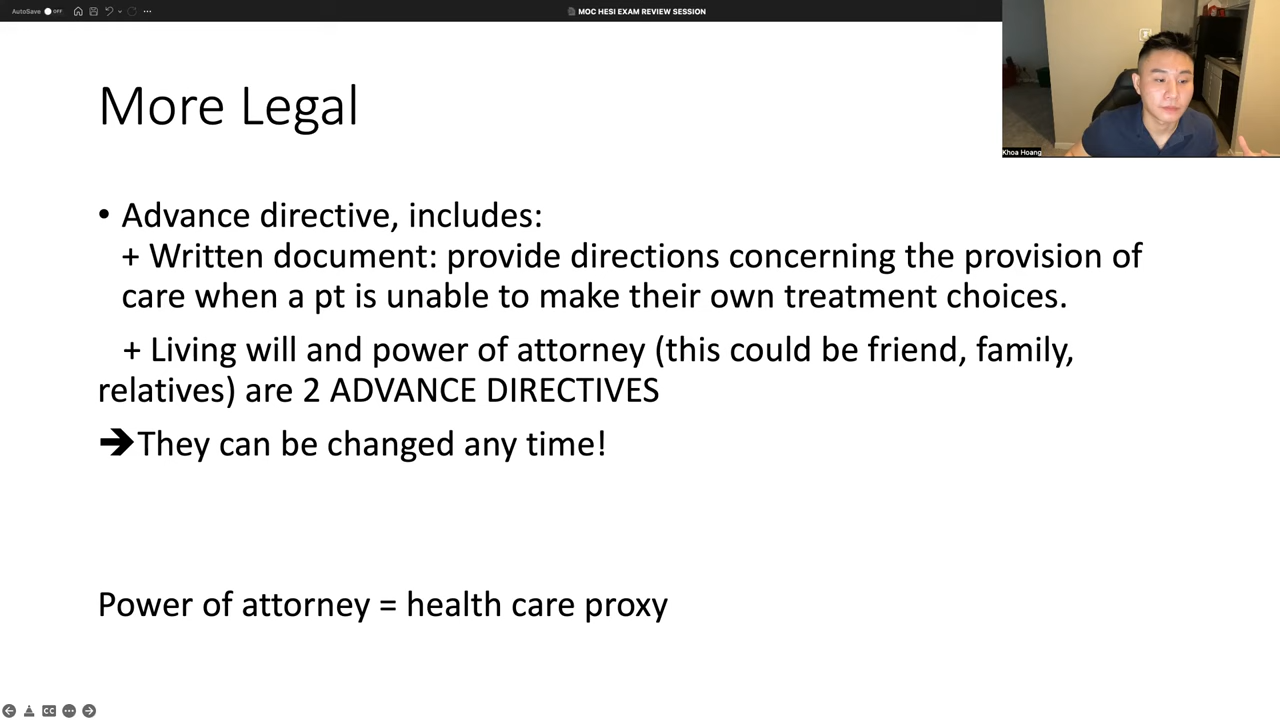 AutoSave OFF
MOC HESI EXAM REVIEW SESSION
Khoa Hoang
More Legal
• Advance directive, includes:
+ Written document: provide directions concerning the provision of
care when a pt is unable to make their own treatment choices.
+ Living will and power of attorney (this could be friend, family,
relatives) are 2 ADVANCE DIRECTIVES
➔They can be changed any time!
Power of attorney = health care proxy
CC